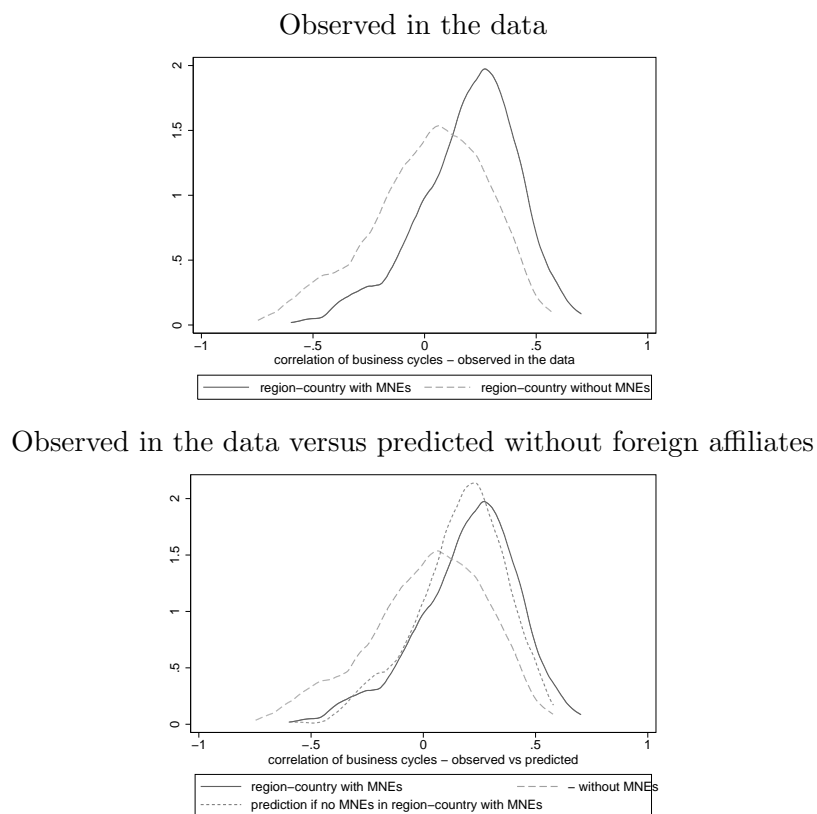 Observed in the data
2
1.5
1
.5
0
−1 −.5 0 .5 1
correlation of business cycles − observed in the data
region−country with MNEs region−country without MNEs
Observed in the data versus predicted without foreign affiliates
2
1.5
1
.5
0
−1 −.5 0 .5 1
correlation of business cycles − observed vs predicted
region−country with MNEs − without MNEs
prediction if no MNEs in region−country with MNEs